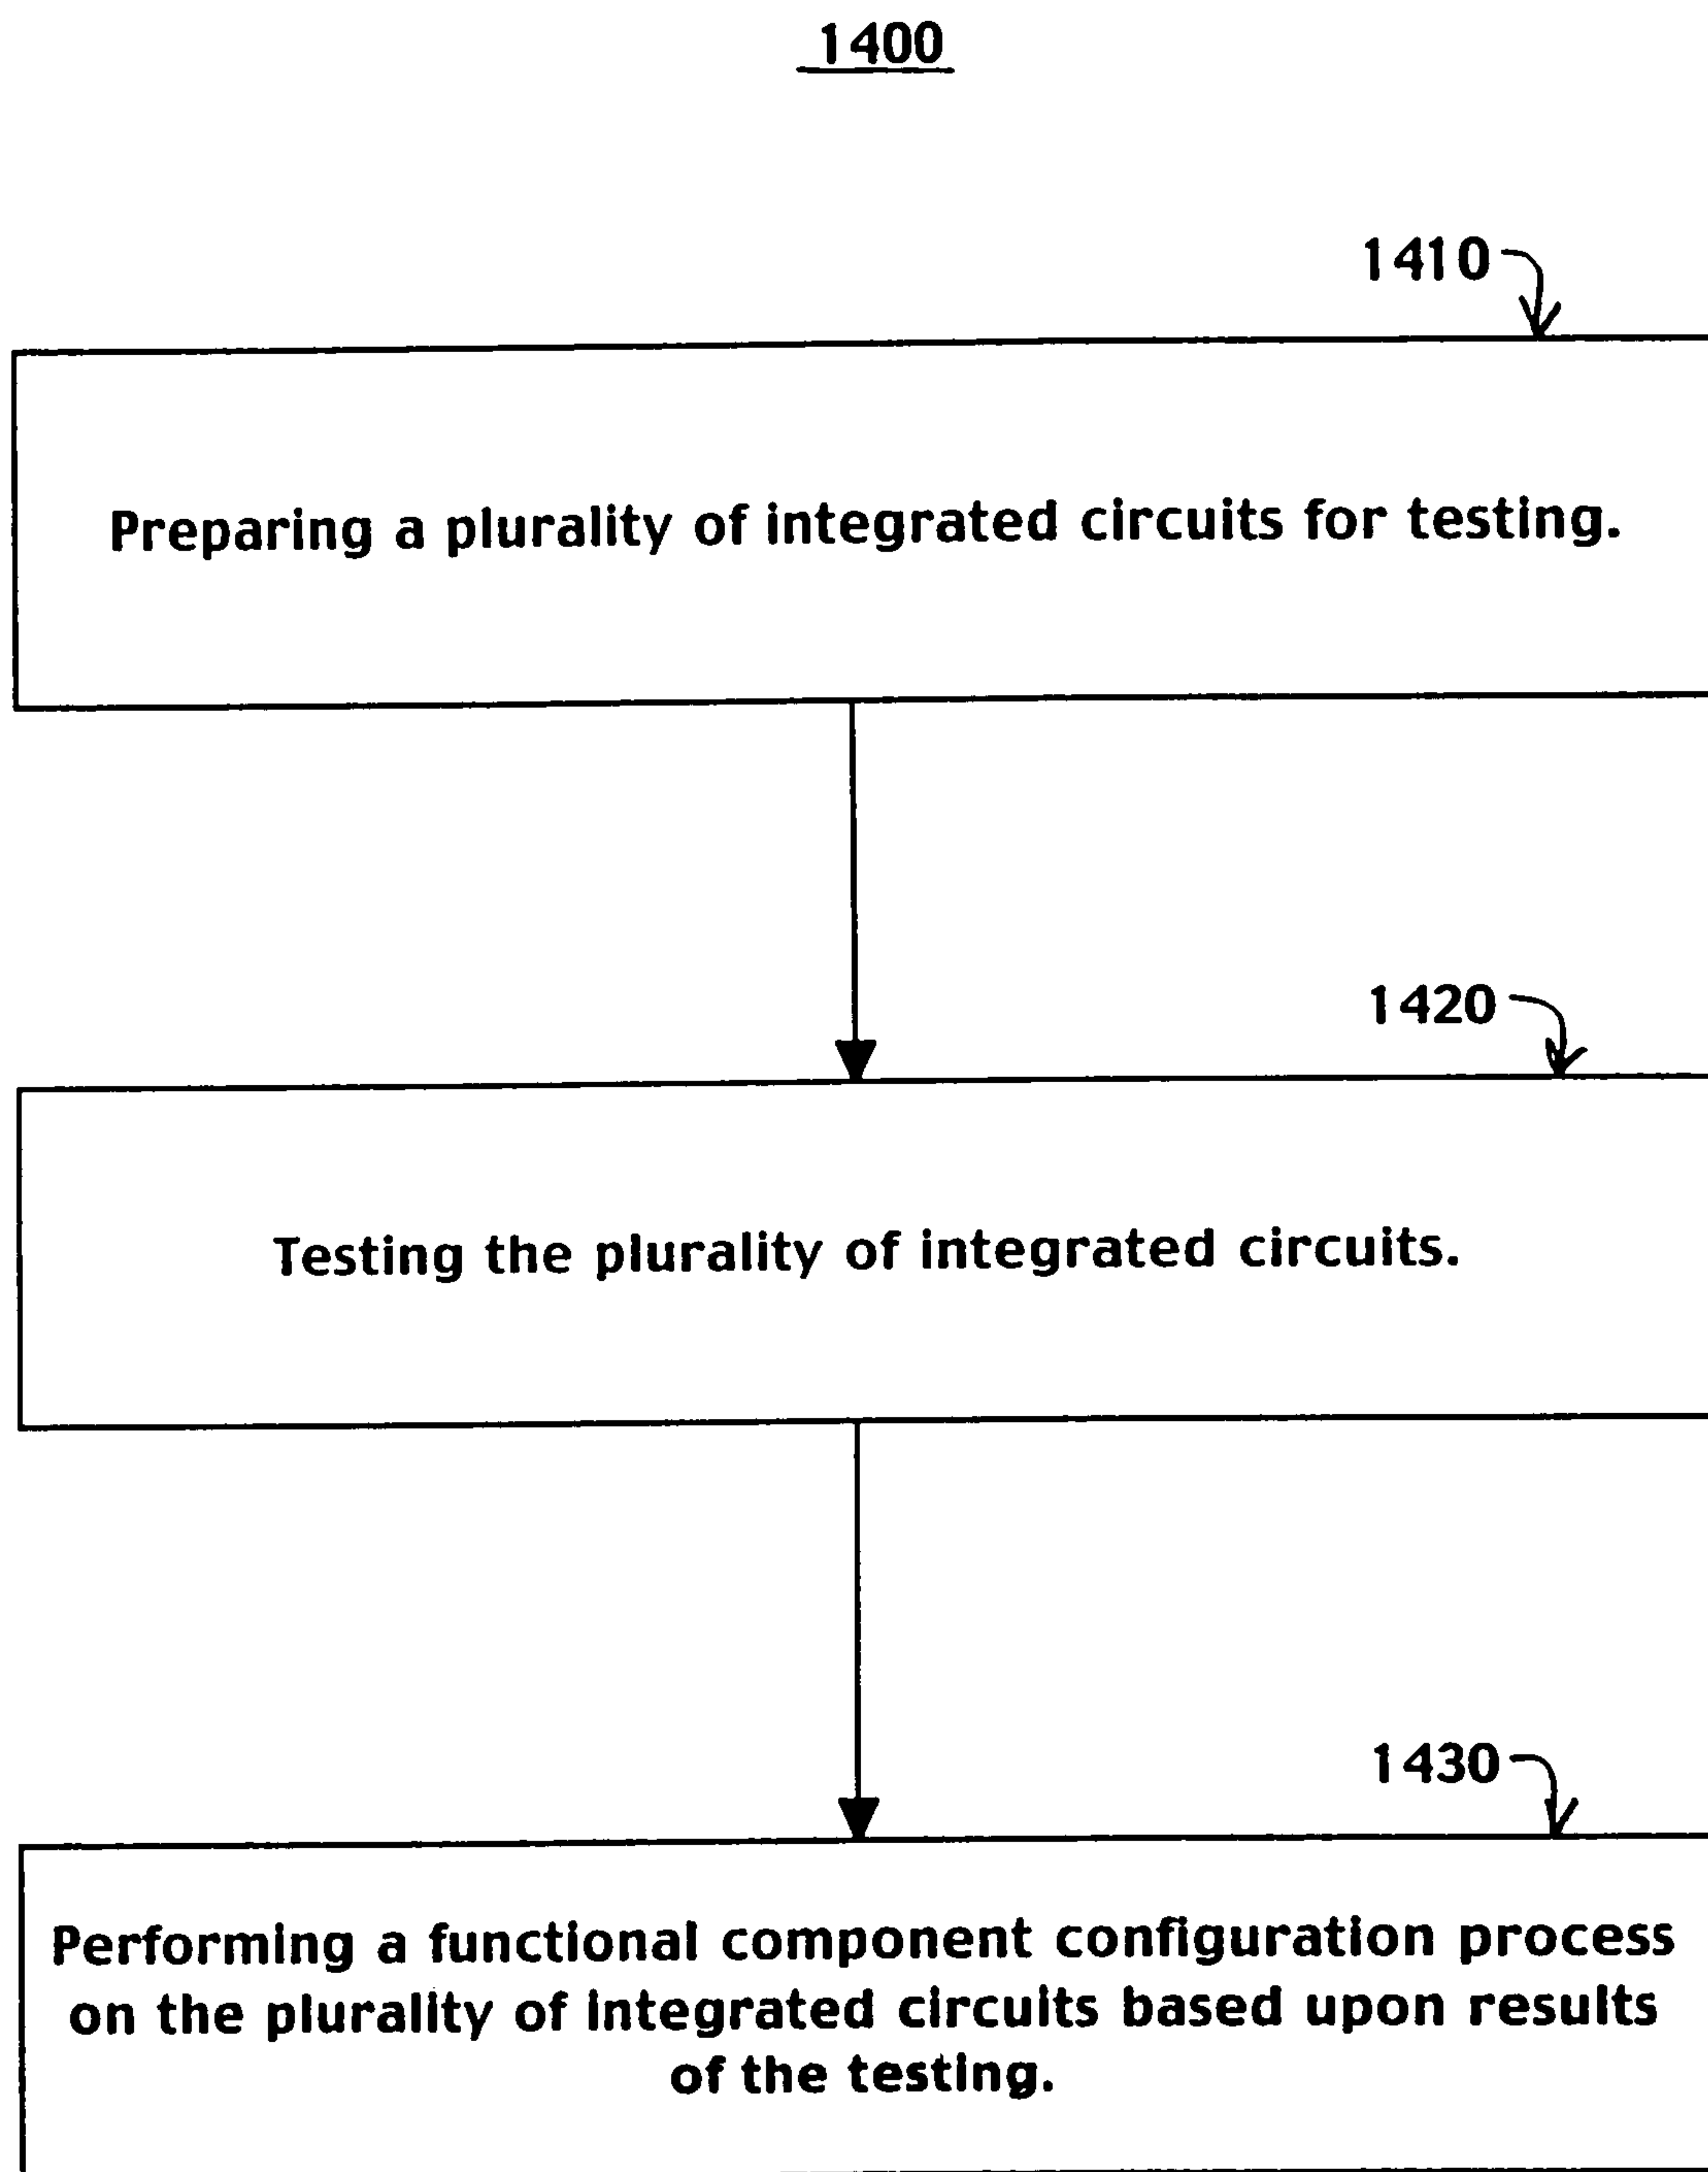 1400
1410
Preparing a plurality of integrated circuits for testing.
1420
Testing the plurality of integrated circuits.
1430
Performing a functional component configuration process
on the plurality of integrated circuits based upon results
of the testing.